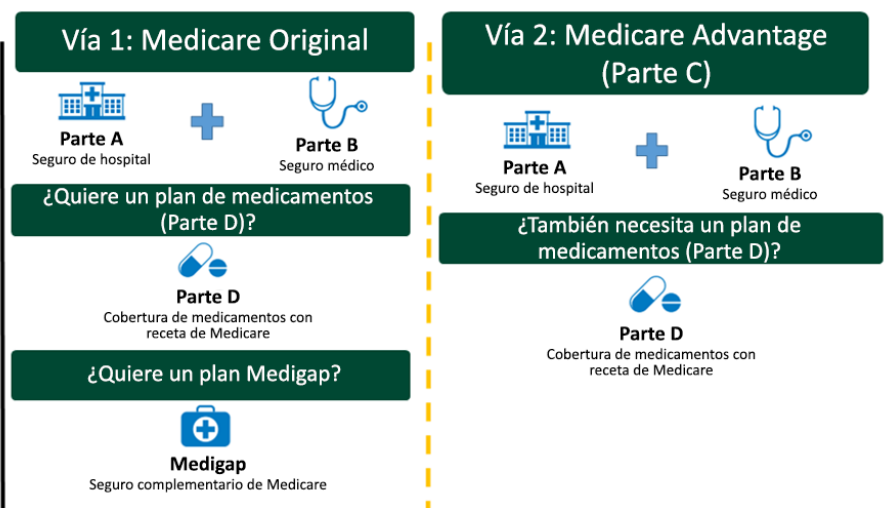 Vía 1: Medicare Original
Parte A
Seguro de hospital
Parte B
Seguro médico
¿Quiere un plan de medicamentos
(Parte D)?
Parte D
Cobertura de medicamentos con
receta de Medicare
¿Quiere un plan Medigap?
Medigap
Seguro complementario de Medicare
Vía 2: Medicare Advantage
(Parte C)
Parte A
Seguro de hospital
Parte B
Seguro médico
¿También necesita un plan de
medicamentos (Parte D)?
Parte D
Cobertura de medicamentos con
receta de Medicare